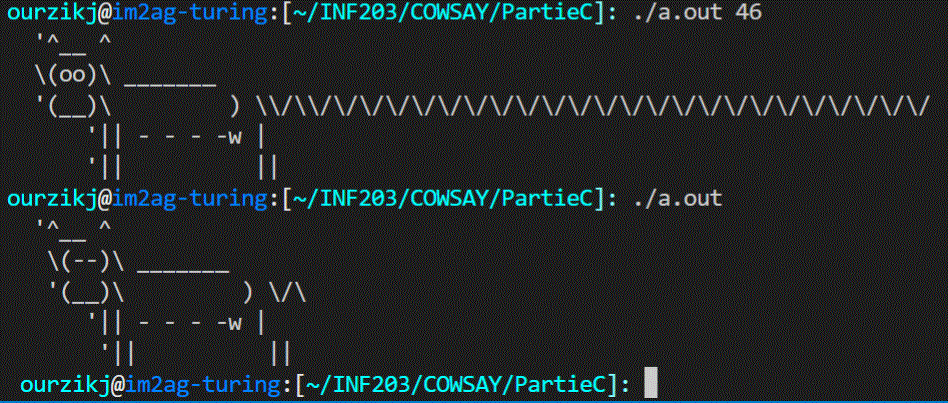 ourzikj@im2ag-turing:[~/INF203/COWSAY/PartieC]: ./a.out 46
  '^__ ^
  \(oo)\ _______
  '(__)\         ) \\/\\/\/\/\/\/\/\/\/\/\/\/\/\/\/\/\/\/\/\/\/\/\/\/\/
      '|| - - - -w |
      '||          ||
ourzikj@im2ag-turing:[~/INF203/COWSAY/PartieC]: ./a.out
  '^__ ^
   \(--)\ _______
   '(__)\         ) \/\
      '|| - - - -w |
       '||          ||
ourzikj@im2ag-turing:[~/INF203/COWSAY/PartieC]: